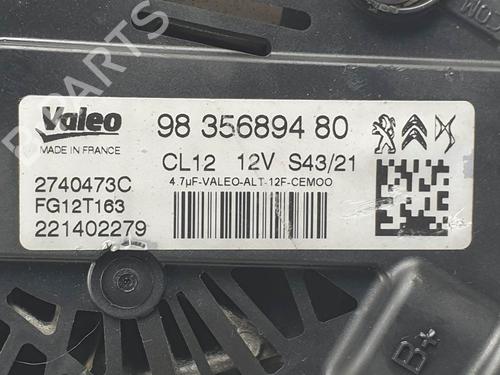 Valeo
MADE IN FRANCE
98 356894 80
CL12 12V S43/21
4.7µF-VALEO-ALT-12F-CEMOO
2740473C
FG12T163
221402279
B+
B-PARTS